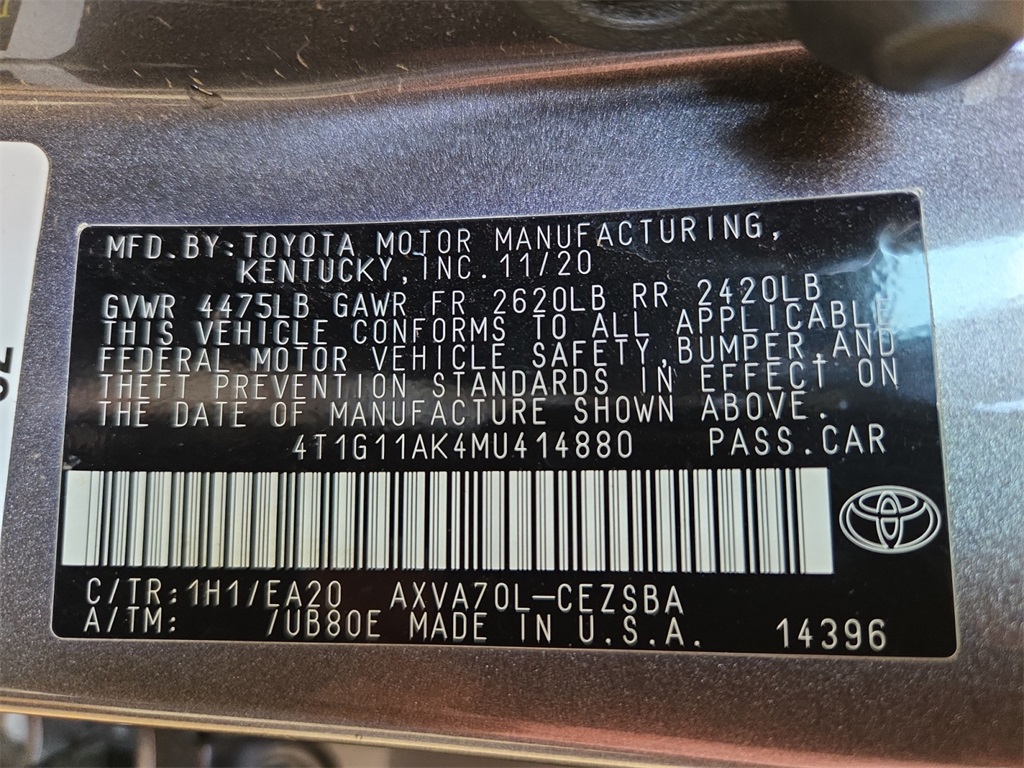 MFD. BY: TOYOTA MOTOR MANUFACTURING,
KENTUCKY, INC. 11/20
GVWR 4475LB GAWR FR 2620LB RR 2420LB
THIS VEHICLE CONFORMS TO ALL APPLICABLE
FEDERAL MOTOR VEHICLE SAFETY, BUMPER, AND
THEFT PREVENTION STANDARDS IN EFFECT ON
THE DATE OF MANUFACTURE SHOWN ABOVE.
4T1G11AK4MU414880 PASS. CAR
C/TR: 1H1/EA20 AXVA70L-CEZSBA
A/TM: /UB80E MADE IN U.S.A. 14396